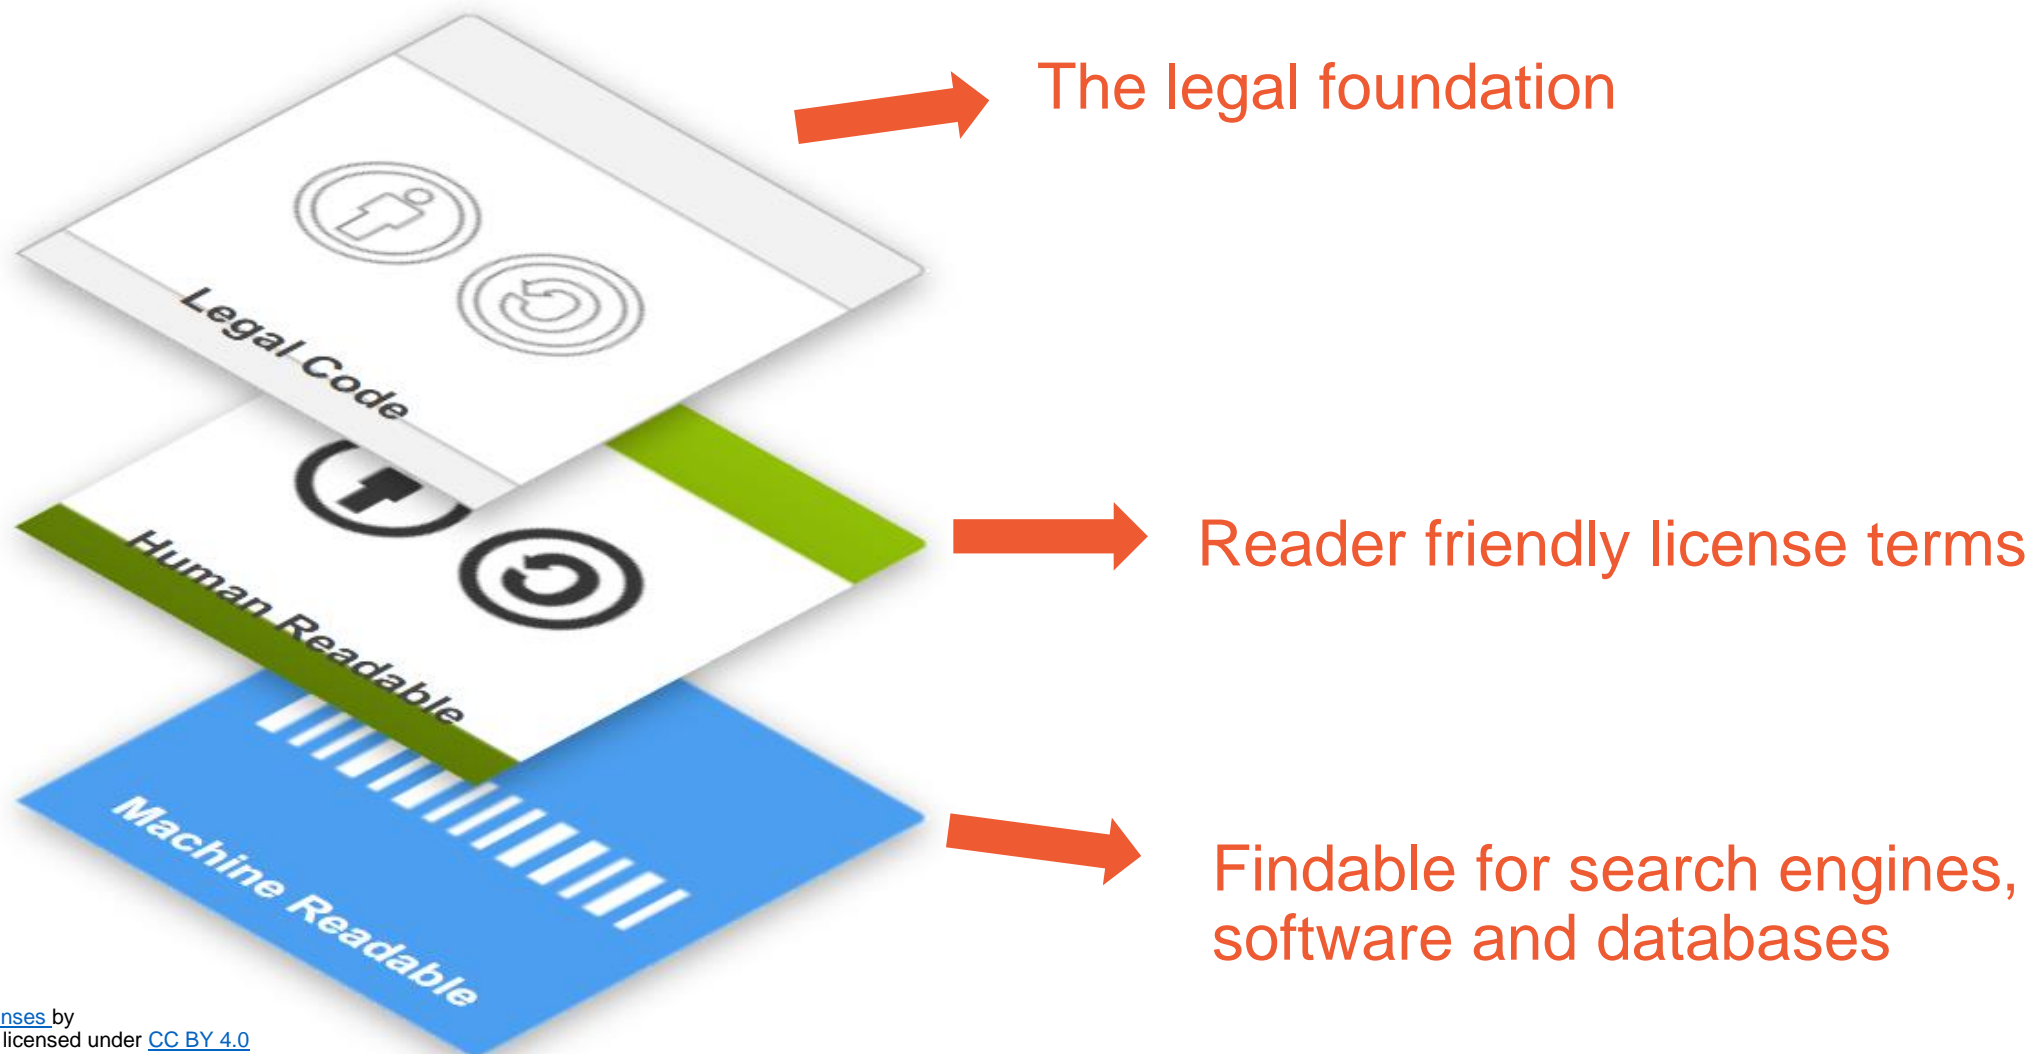 The legal foundation
Legal Code
Reader friendly license terms
Human Readable
Findable for search engines,
software and databases
Machine Readable
by
licensed under CC BY 4.0